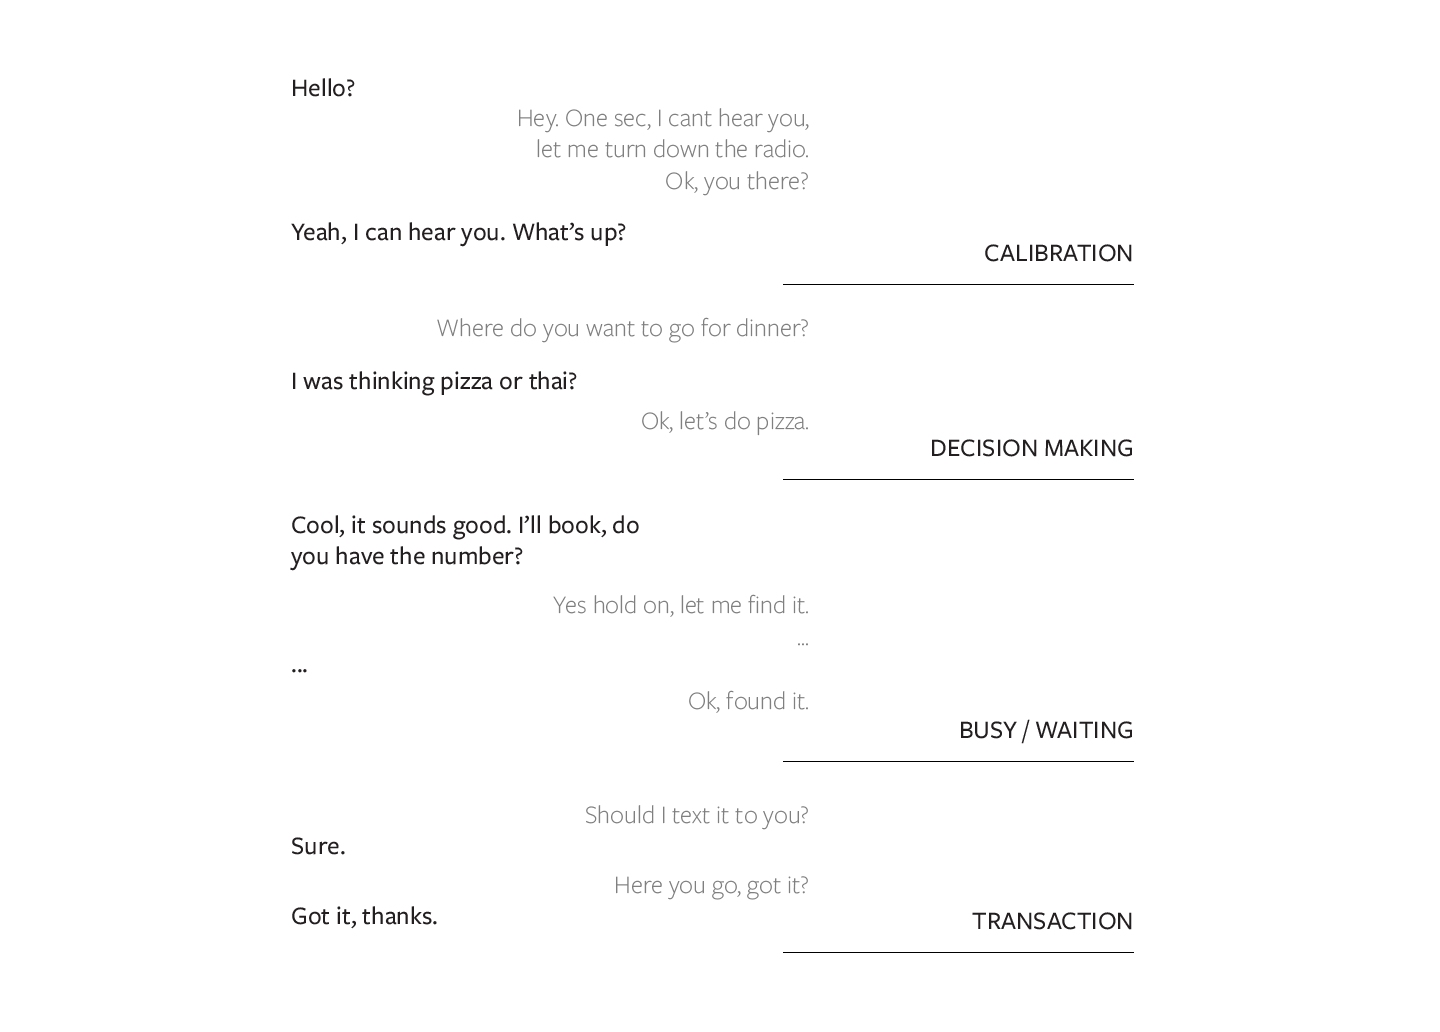 Hello?
Hey. One sec, I cant hear you,
let me turn down the radio.
Ok, you there?
Yeah, I can hear you. What’s up?
CALIBRATION
Where do you want to go for dinner?
I was thinking pizza or thai?
Ok, let’s do pizza.
DECISION MAKING
Cool, it sounds good. I’ll book, do
you have the number?
Yes hold on, let me find it.
...
...
Ok, found it.
BUSY / WAITING
Should I text it to you?
Sure.
Here you go, got it?
Got it, thanks.
TRANSACTION